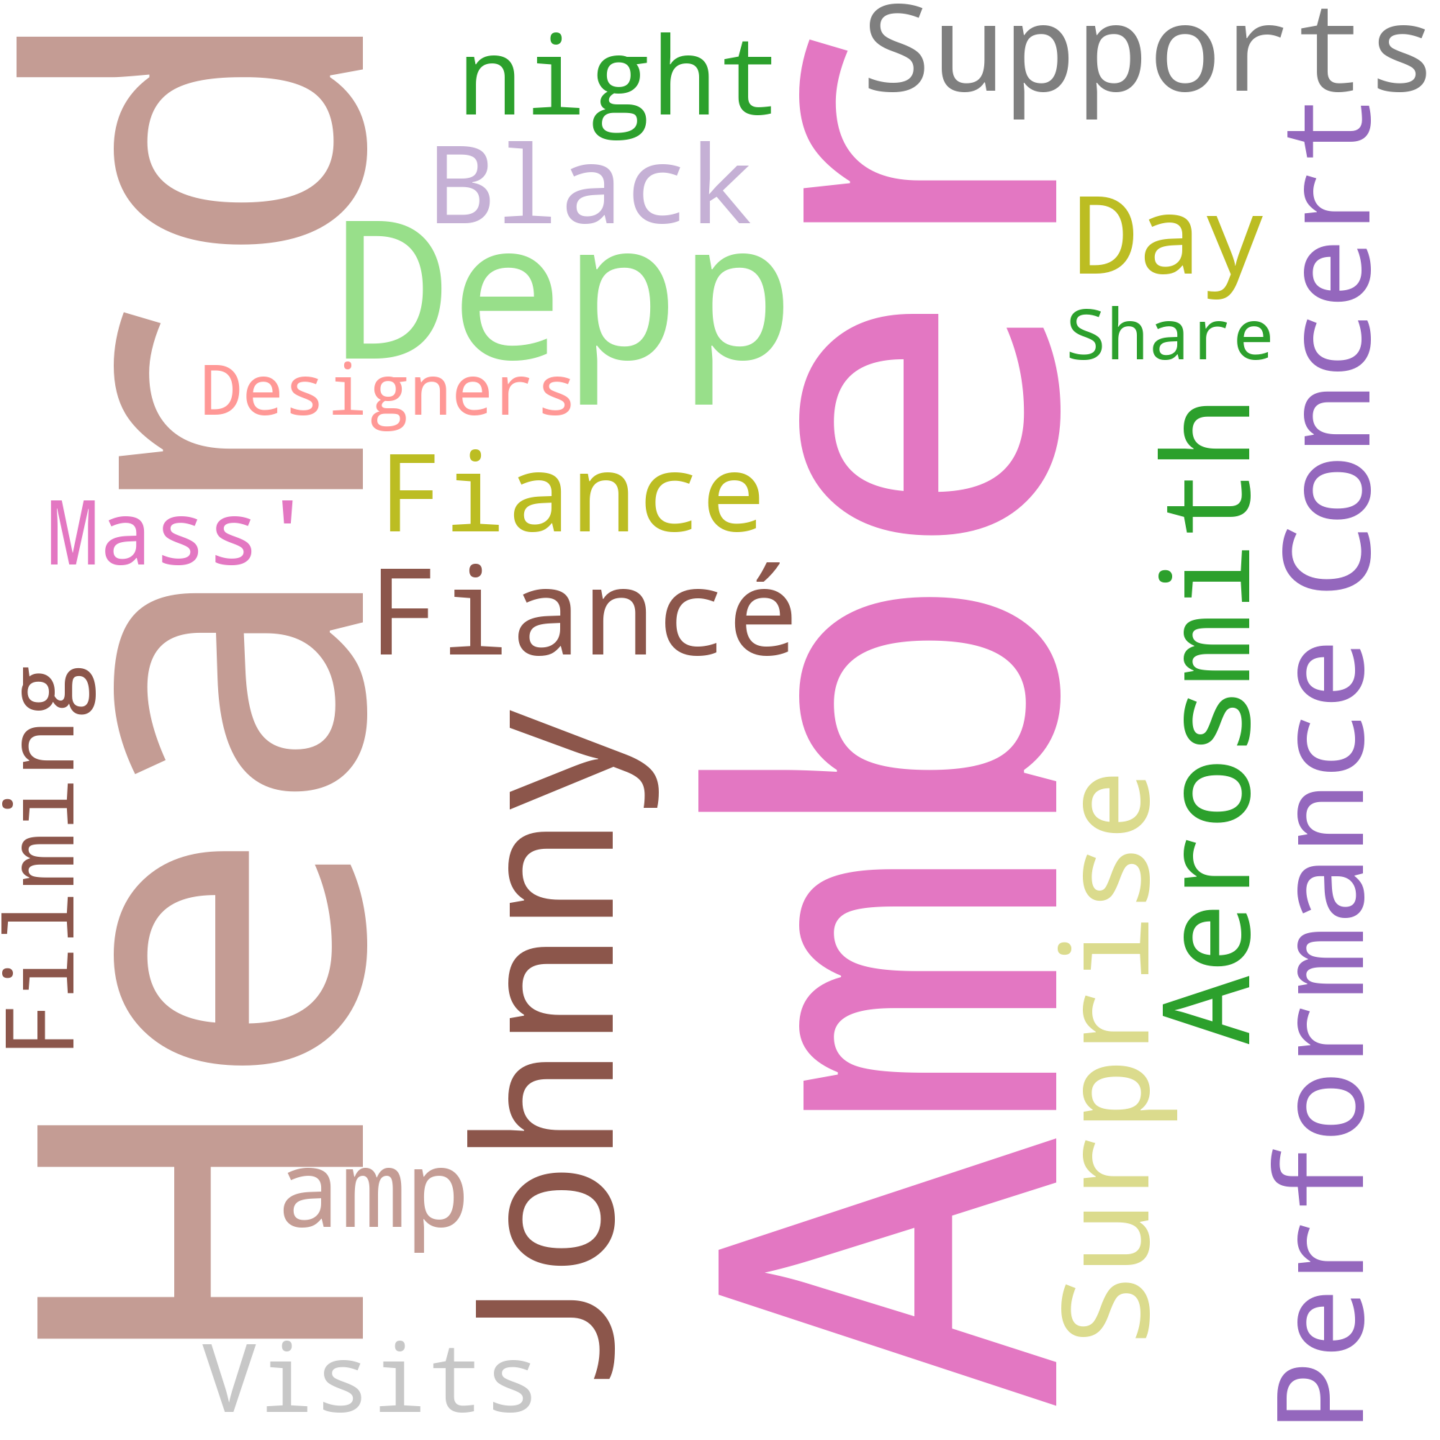 Supports
night
Black
Depp
Day
Share
Designers
Fiance
Mass'
Fiancé
Heard
Amber
Johnny
Filming
Aerosmith
Performance Concert
Surprise
amp
Visits